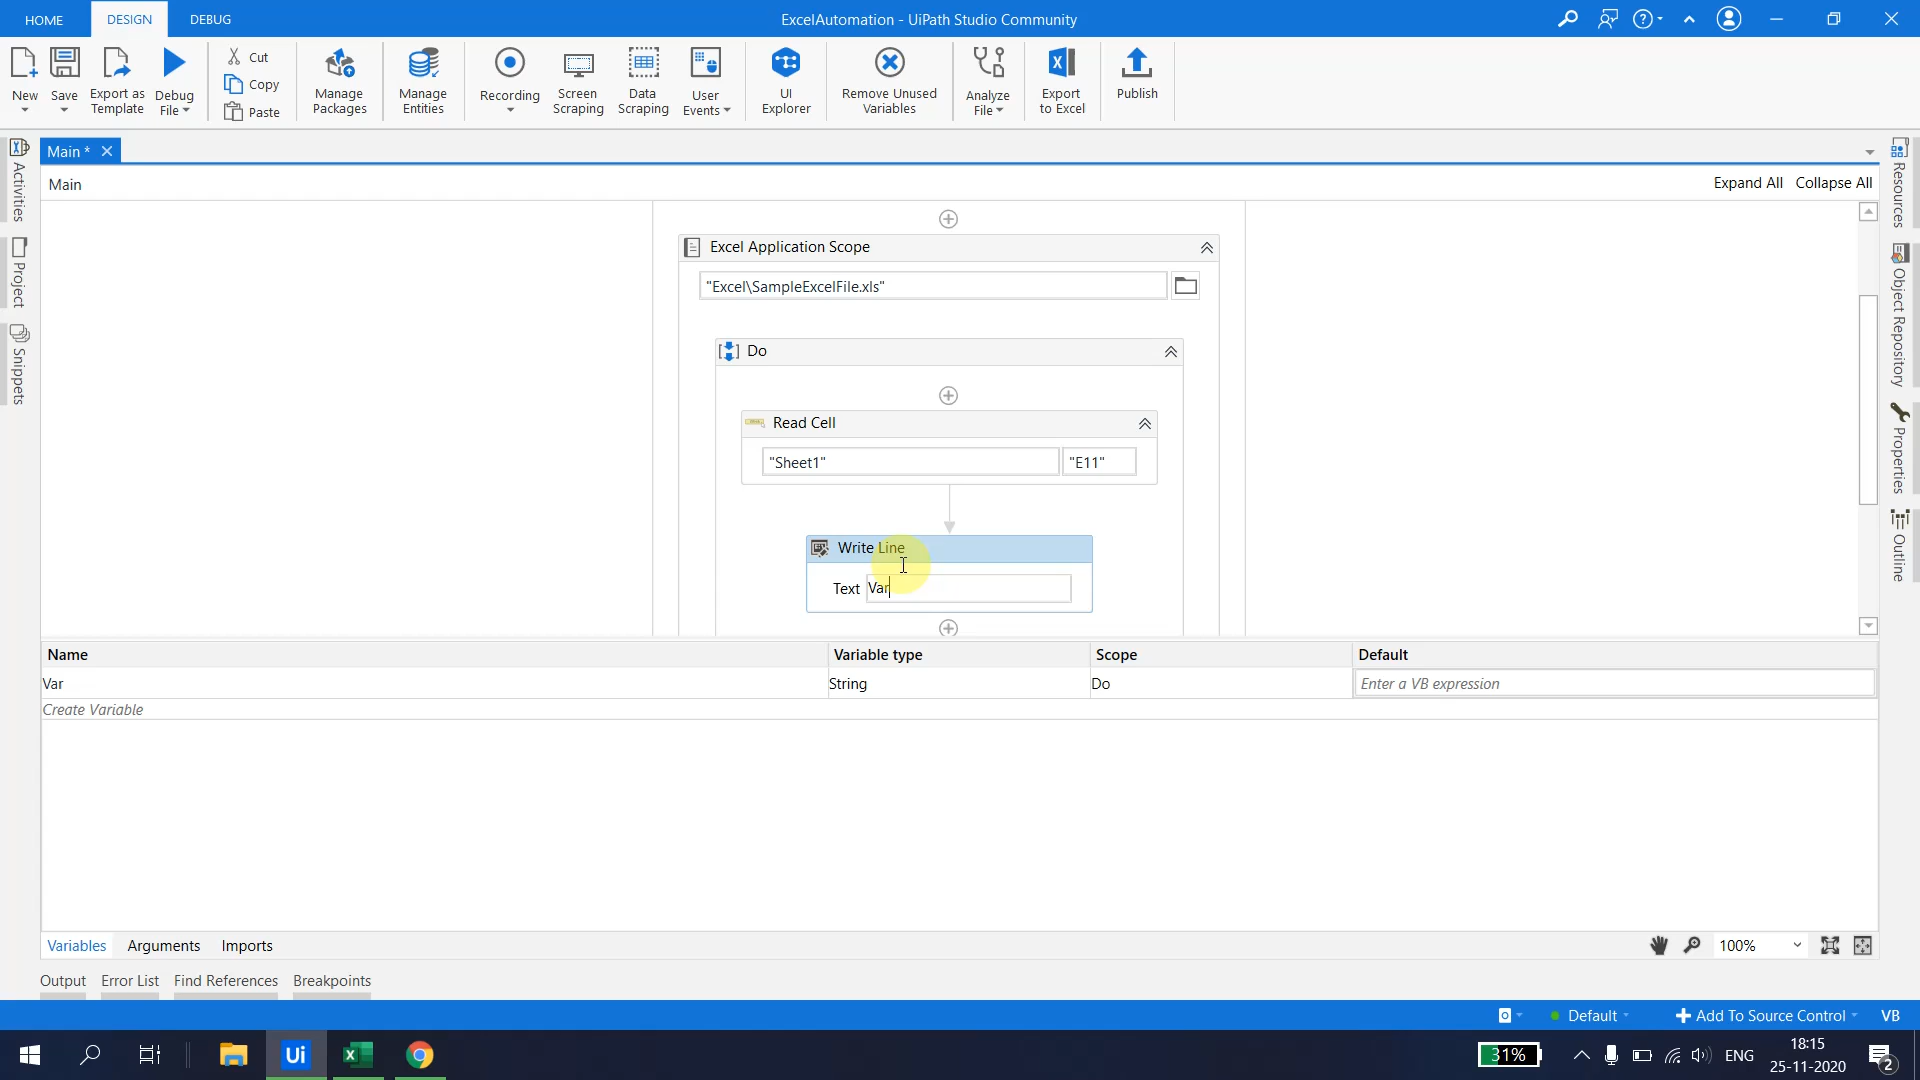 HOME
DESIGN
DEBUG
ExcelAutomation - UiPath Studio Community
New
Save
Export as Template
Debug File
Cut
Copy
Paste
Manage Packages
Manage Entities
Recording
Screen Scraping
Data Scraping
User Events
UI Explorer
Remove Unused Variables
Analyze File
Export to Excel
Publish
Activities
Project
Snippets
Main *
Main
Expand All Collapse All
Resources
Object Repository
Properties
Outline
Excel Application Scope
"Excel\SampleExcelFile.xls"
Do
Read Cell
"Sheet1" "E11"
Write Line
Text Var
Name Variable type Scope Default
Var String Do Enter a VB expression
Create Variable
Variables Arguments Imports
100%
Output Error List Find References Breakpoints
Default
Add To Source Control
VB
Ui
31%
ENG
18:15
25-11-2020
2